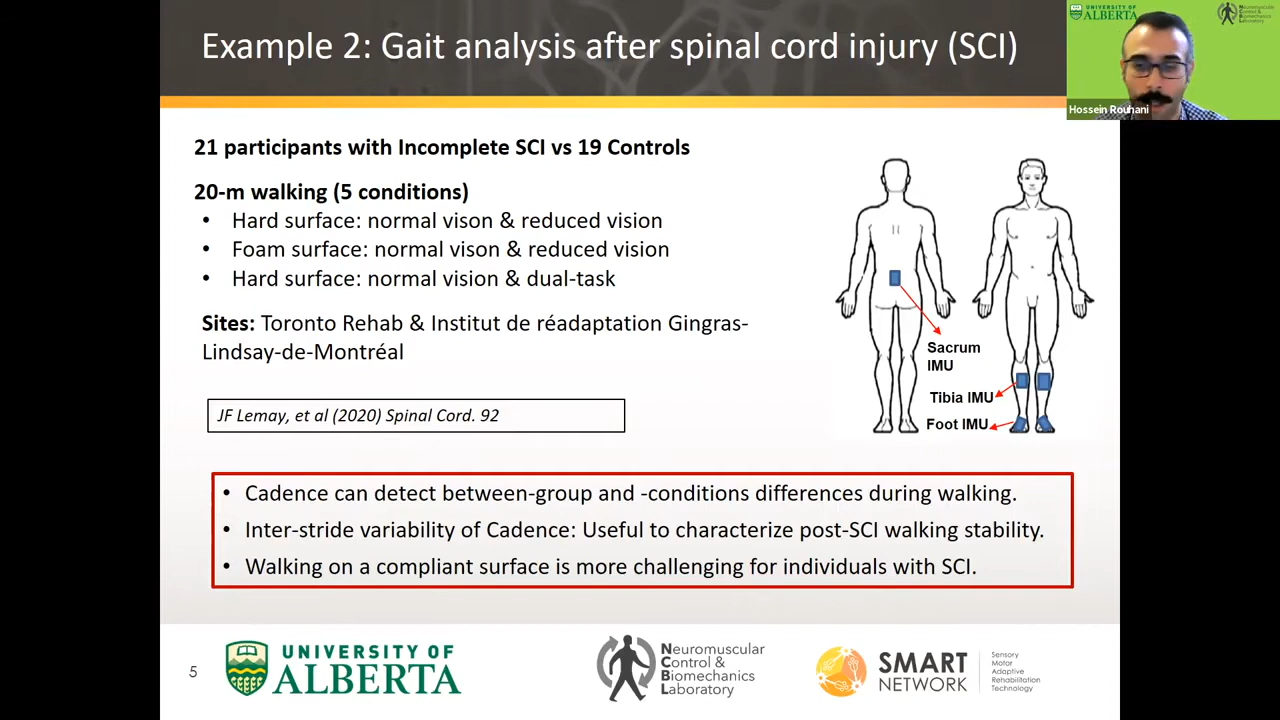 Example 2: Gait analysis after spinal cord injury (SCI)
UNIVERSITY OF
ALBERTA
Neuromuscular
Control &
Biomechanics
Laboratory
Hossein Rouhani
21 participants with Incomplete SCI vs 19 Controls
20-m walking (5 conditions)
• Hard surface: normal vison & reduced vision
• Foam surface: normal vison & reduced vision
• Hard surface: normal vision & dual-task
Sites: Toronto Rehab & Institut de réadaptation Gingras-
Lindsay-de-Montréal
JF Lemay, et al (2020) Spinal Cord. 92
Sacrum
IMU
Tibia IMU
Foot IMU
• Cadence can detect between-group and -conditions differences during walking.
• Inter-stride variability of Cadence: Useful to characterize post-SCI walking stability.
• Walking on a compliant surface is more challenging for individuals with SCI.
5
UNIVERSITY OF
ALBERTA
Neuromuscular
Control &
Biomechanics
Laboratory
SMART
NETWORK
Sensory
Motor
Adaptive
Rehabilitation
Technology